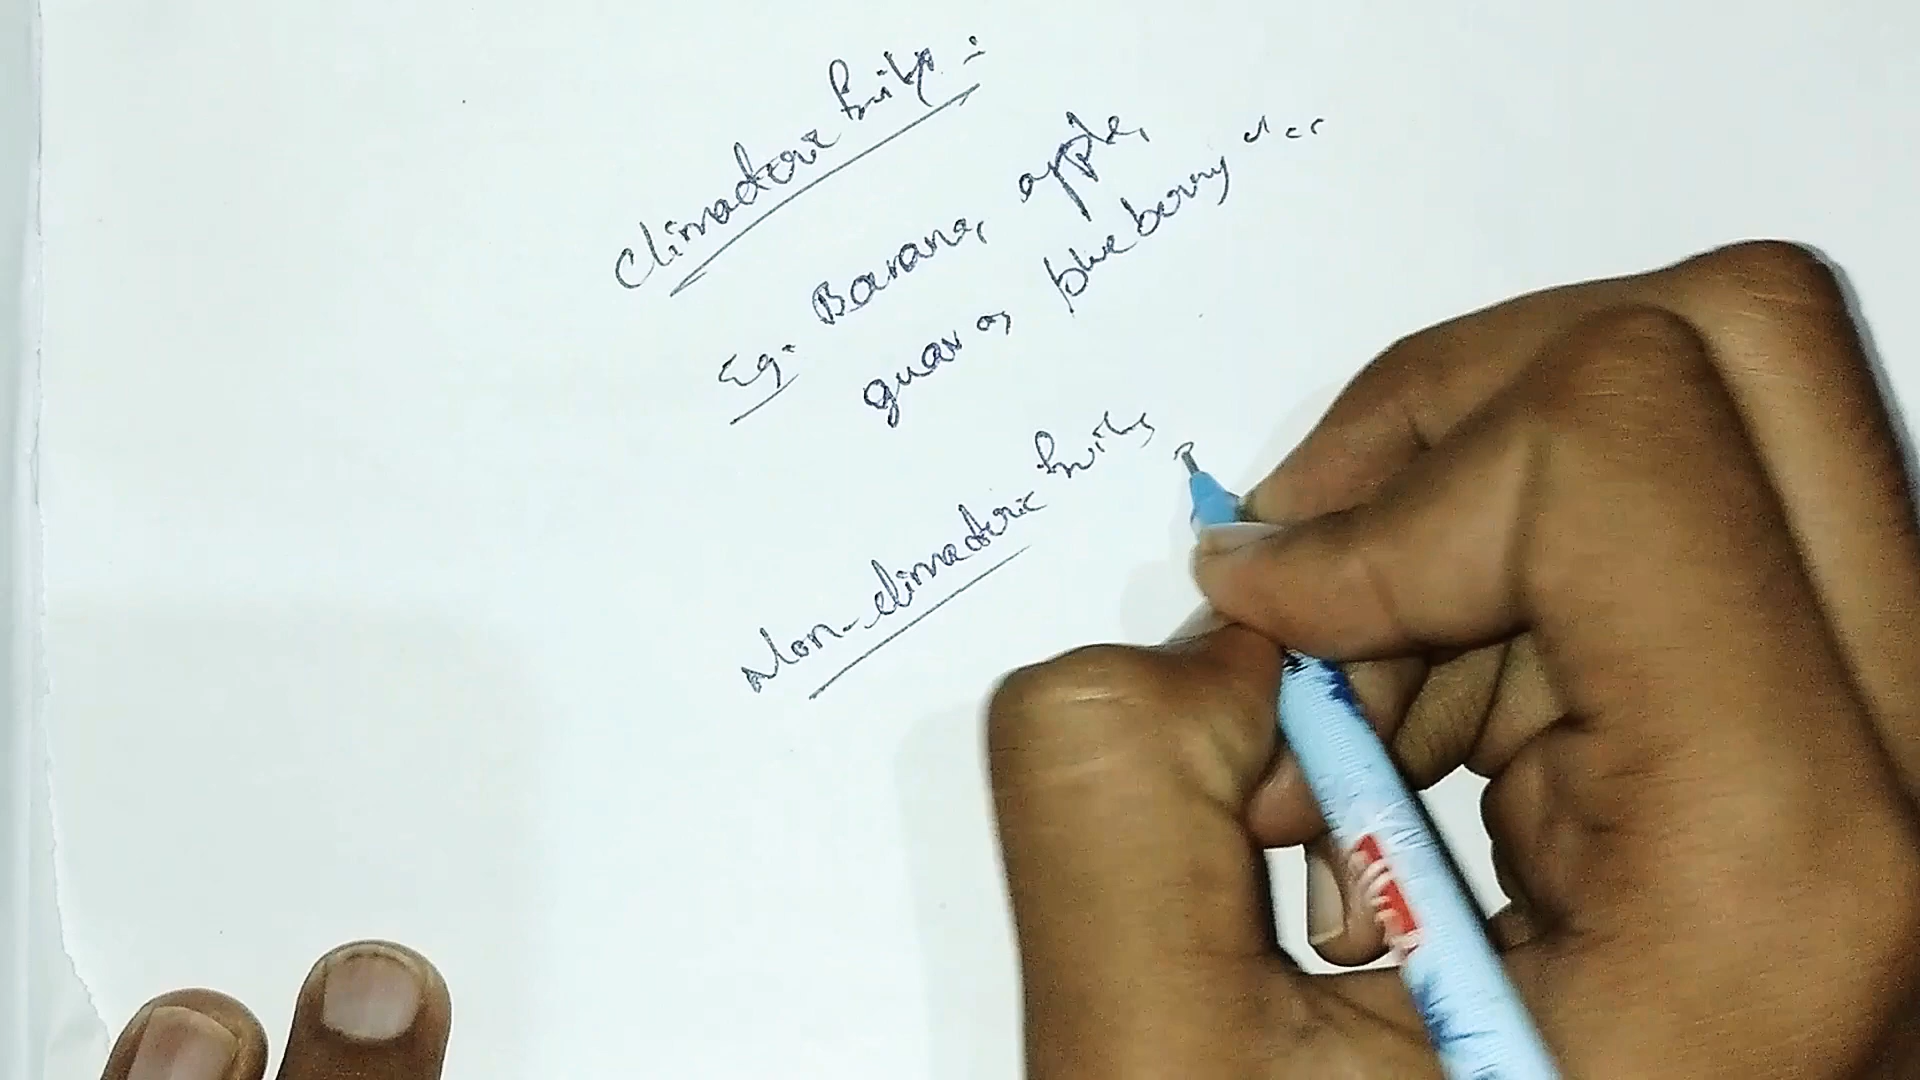 Climacteric fruits :-
Eg:- Banana, apple,
guava, blueberry etc
Non-climacteric fruits